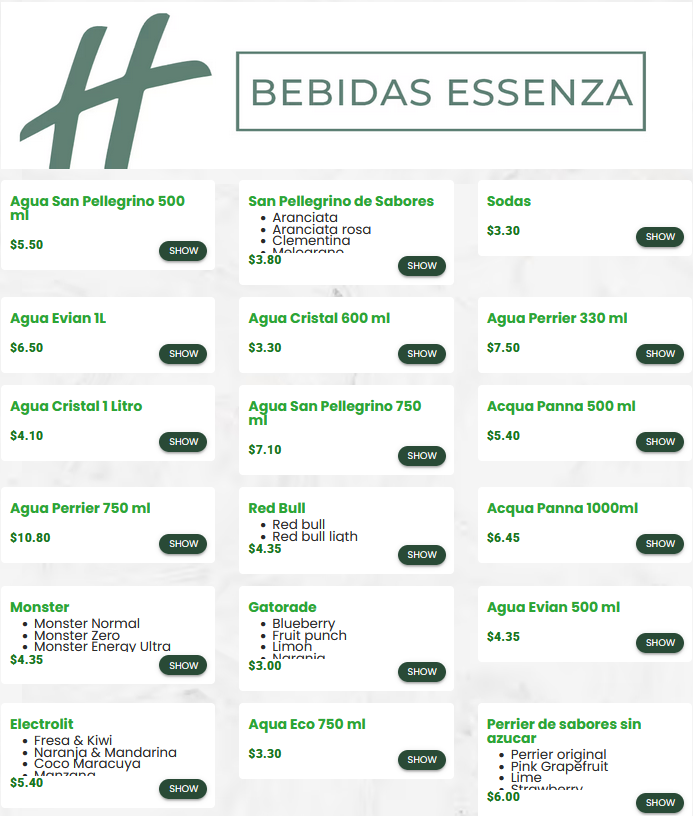 BEBIDAS ESSENZA
Agua San Pellegrino 500
ml
$5.50
SHOW
San Pellegrino de Sabores
Aranciata
Aranciata rosa
Clementina
Melograno
$3.80
SHOW
Sodas
$3.30
SHOW
Agua Evian 1L
$6.50
SHOW
Agua Cristal 600 ml
$3.30
SHOW
Agua Perrier 330 ml
$7.50
SHOW
Agua Cristal 1 Litro
$4.10
SHOW
Agua San Pellegrino 750
ml
$7.10
SHOW
Acqua Panna 500 ml
$5.40
SHOW
Agua Perrier 750 ml
$10.80
SHOW
Red Bull
Red bull
Red bull ligth
$4.35
SHOW
Acqua Panna 1000ml
$6.45
SHOW
Monster
Monster Normal
Monster Zero
Monster Energy Ultra
$4.35
SHOW
Gatorade
Blueberry
Fruit punch
Limon
Naranja
$3.00
SHOW
Agua Evian 500 ml
$4.35
SHOW
Electrolit
Fresa & Kiwi
Naranja & Mandarina
Coco Maracuya
Manzana
$5.40
SHOW
Aqua Eco 750 ml
$3.30
SHOW
Perrier de sabores sin
azucar
Perrier original
Pink Grapefruit
Lime
Strawberry
$6.00
SHOW